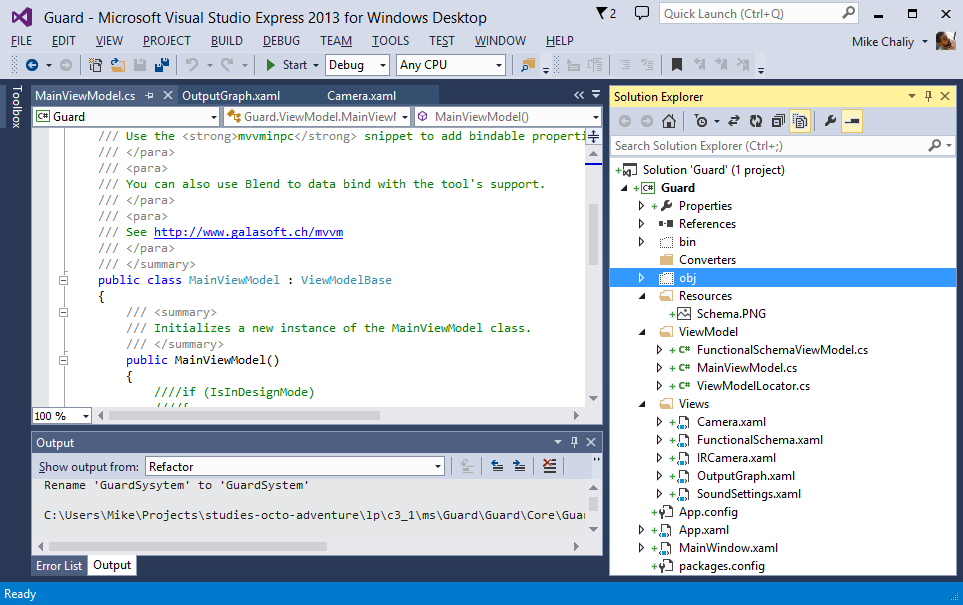 Guard - Microsoft Visual Studio Express 2013 for Windows Desktop
2
Quick Launch (Ctrl+Q)
FILE EDIT VIEW PROJECT BUILD DEBUG TEAM TOOLS TEST WINDOW HELP
Mike Chaliy
Start Debug Any CPU
Toolbox
MainViewModel.cs OutputGraph.xaml Camera.xaml
Guard Guard.ViewModel.MainViewI MainViewModel()
/// Use the <strong>mvvminpc</strong> snippet to add bindable properti
/// </para>
/// <para>
/// You can also use Blend to data bind with the tool's support.
/// </para>
/// <para>
/// See http://www.galasoft.ch/mvvm
/// </para>
/// </summary>
public class MainViewModel : ViewModelBase
{
/// <summary>
/// Initializes a new instance of the MainViewModel class.
/// </summary>
public MainViewModel()
{
////if (IsInDesignMode)
////{
100 %
Output
Show output from: Refactor
Rename 'GuardSysytem' to 'GuardSystem'
C:\Users\Mike\Projects\studies-octo-adventure\lp\c3_1\ms\Guard\Guard\Core\Guar
Error List Output
Solution Explorer
Search Solution Explorer (Ctrl+;)
Solution 'Guard' (1 project)
C# Guard
Properties
References
bin
Converters
obj
Resources
Schema.PNG
ViewModel
C# FunctionalSchemaViewModel.cs
C# MainViewModel.cs
C# ViewModelLocator.cs
Views
Camera.xaml
FunctionalSchema.xaml
IRCamera.xaml
OutputGraph.xaml
SoundSettings.xaml
App.config
App.xaml
MainWindow.xaml
packages.config
Ready